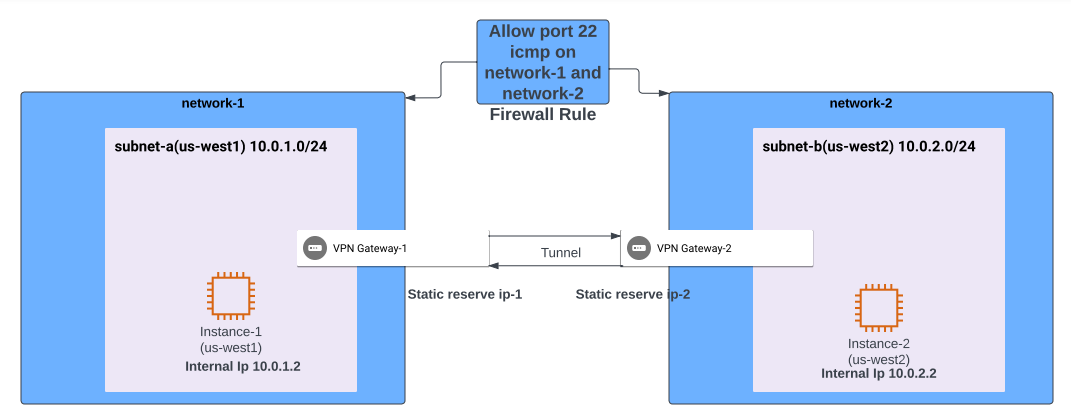 Allow port 22
icmp on
network-1 and
network-2
Firewall Rule
network-1
subnet-a(us-west1) 10.0.1.0/24
VPN Gateway-1
Instance-1
(us-west1)
Internal Ip 10.0.1.2
Tunnel
Static reserve ip-1
Static reserve ip-2
network-2
subnet-b(us-west2) 10.0.2.0/24
VPN Gateway-2
Instance-2
(us-west2)
Internal Ip 10.0.2.2